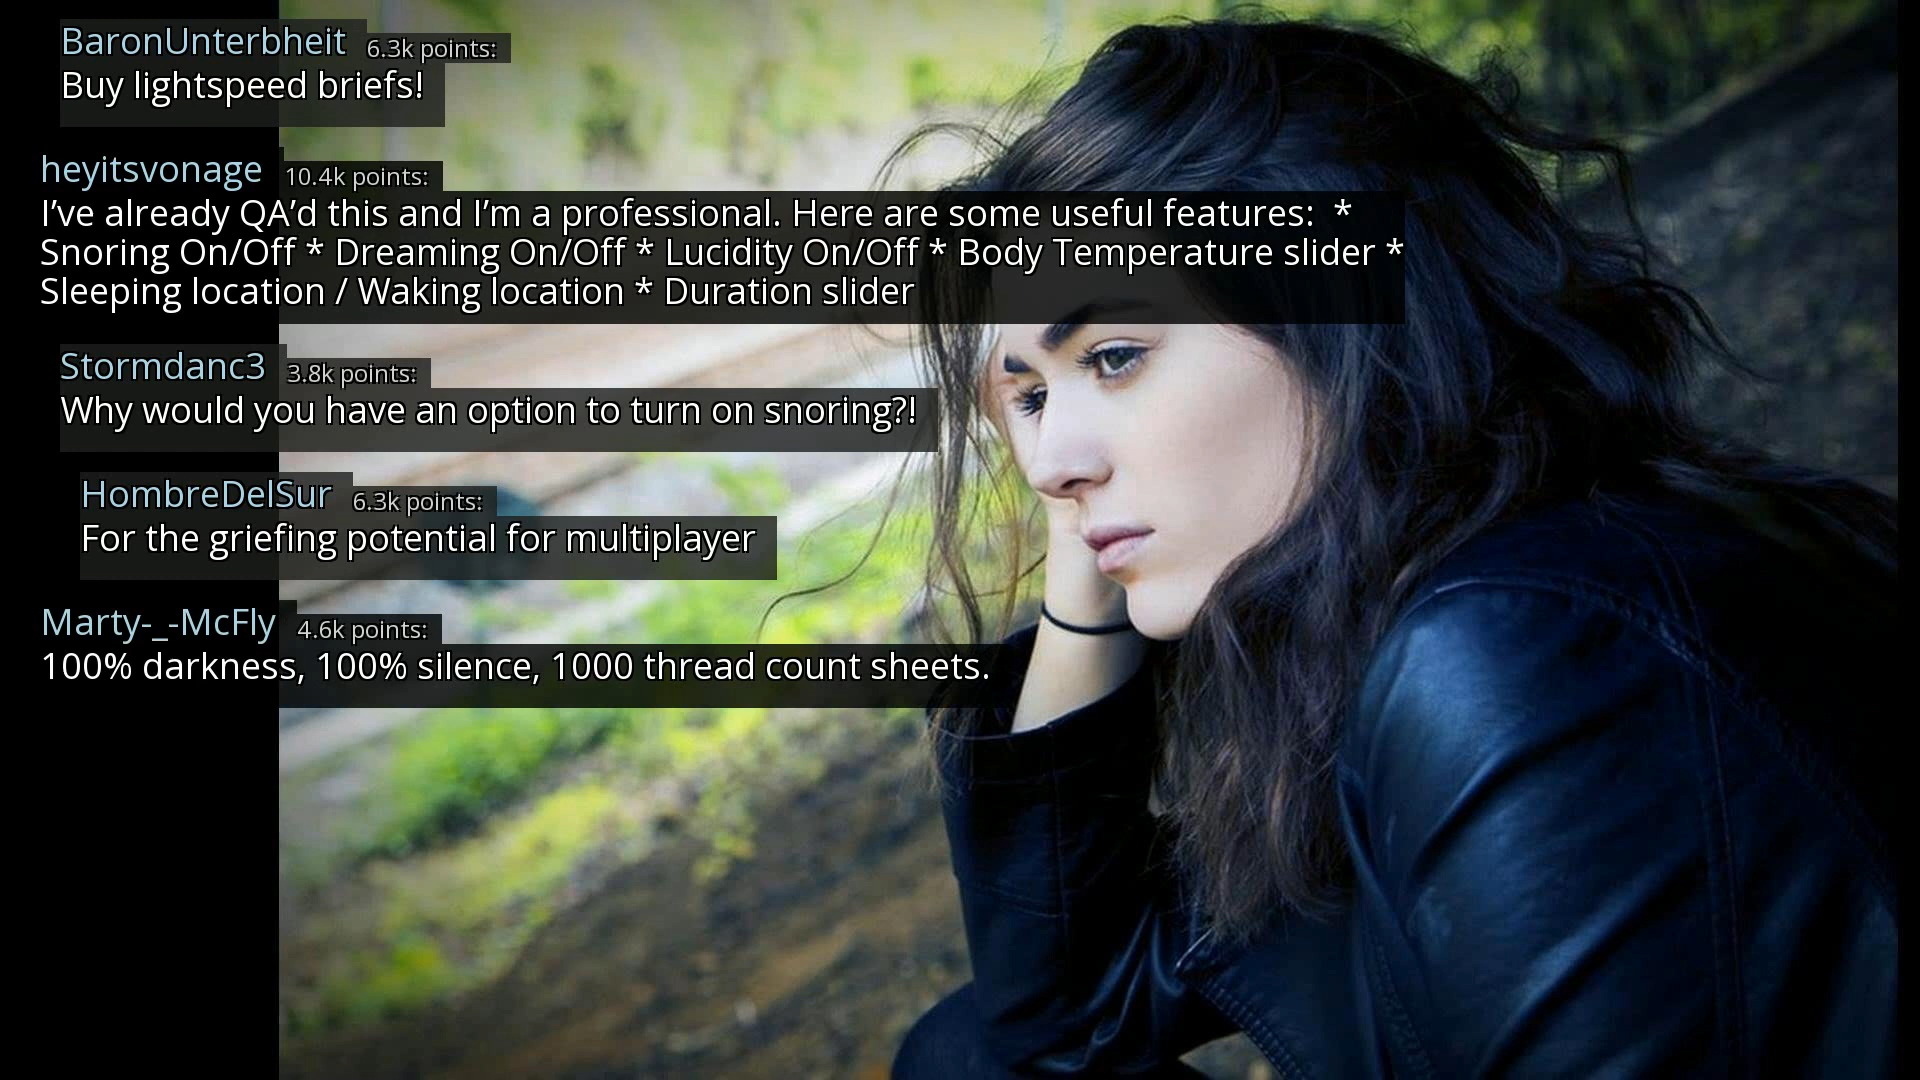 BaronUnterbheit 6.3k points:
Buy lightspeed briefs!
heyitsvonage 10.4k points:
I’ve already QA’d this and I’m a professional. Here are some useful features:  *
Snoring On/Off * Dreaming On/Off * Lucidity On/Off * Body Temperature slider *
Sleeping location / Waking location * Duration slider
Stormdanc3 3.8k points:
Why would you have an option to turn on snoring?!
HombreDelSur 6.3k points:
For the griefing potential for multiplayer
Marty-_-McFly 4.6k points:
100% darkness, 100% silence, 1000 thread count sheets.